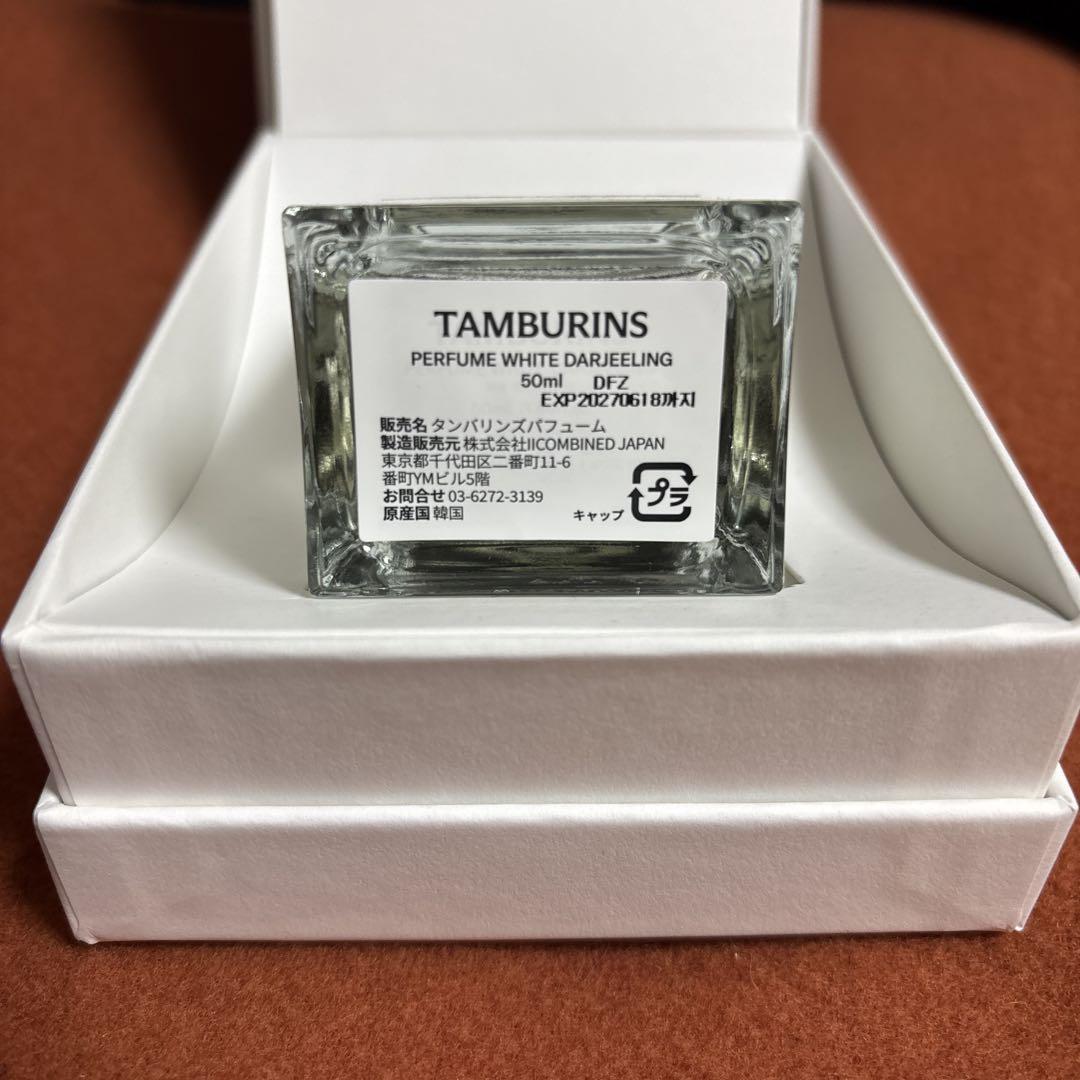 TAMBURINS
PERFUME WHITE DARJEELING
50ml DFZ
EXP20270618까지
販売名 タンバリンズパフューム
製造販売元 株式会社IICOMBINED JAPAN
東京都千代田区二番町11-6
番町YMビル5階
お問合せ 03-6272-3139
原産国 韓国
キャップ プラ